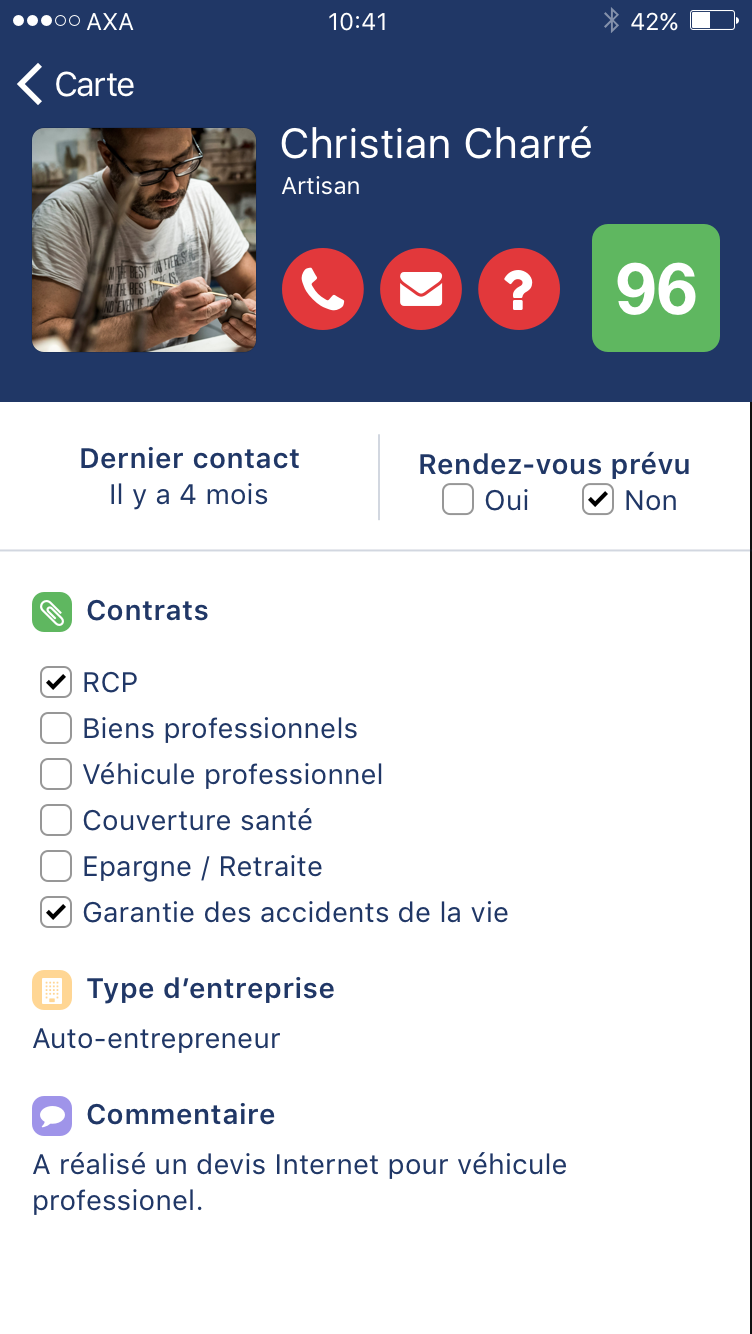 AXA 10:41 42%
Carte
Christian Charré
Artisan
96
Dernier contact
Il y a 4 mois
Rendez-vous prévu
Oui Non
Contrats
RCP
Biens professionnels
Véhicule professionnel
Couverture santé
Epargne / Retraite
Garantie des accidents de la vie
Type d’entreprise
Auto-entrepreneur
Commentaire
A réalisé un devis Internet pour véhicule
professionel.